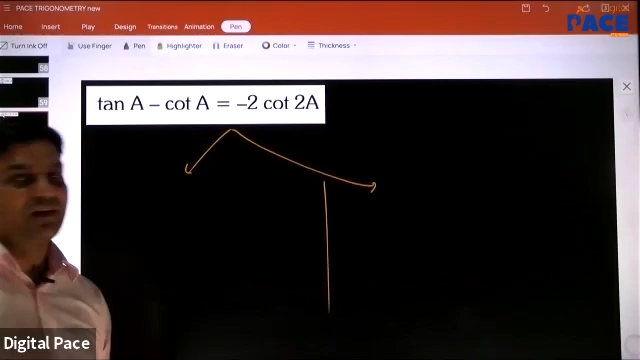 PACE TRIGONOMETRY new
Home Insert Play Design Transitions Animation Pen
Turn Ink Off Use Finger Pen Highlighter Eraser Color Thickness
PACE
58
59
tan A – cot A = –2 cot 2A
Digital Pace